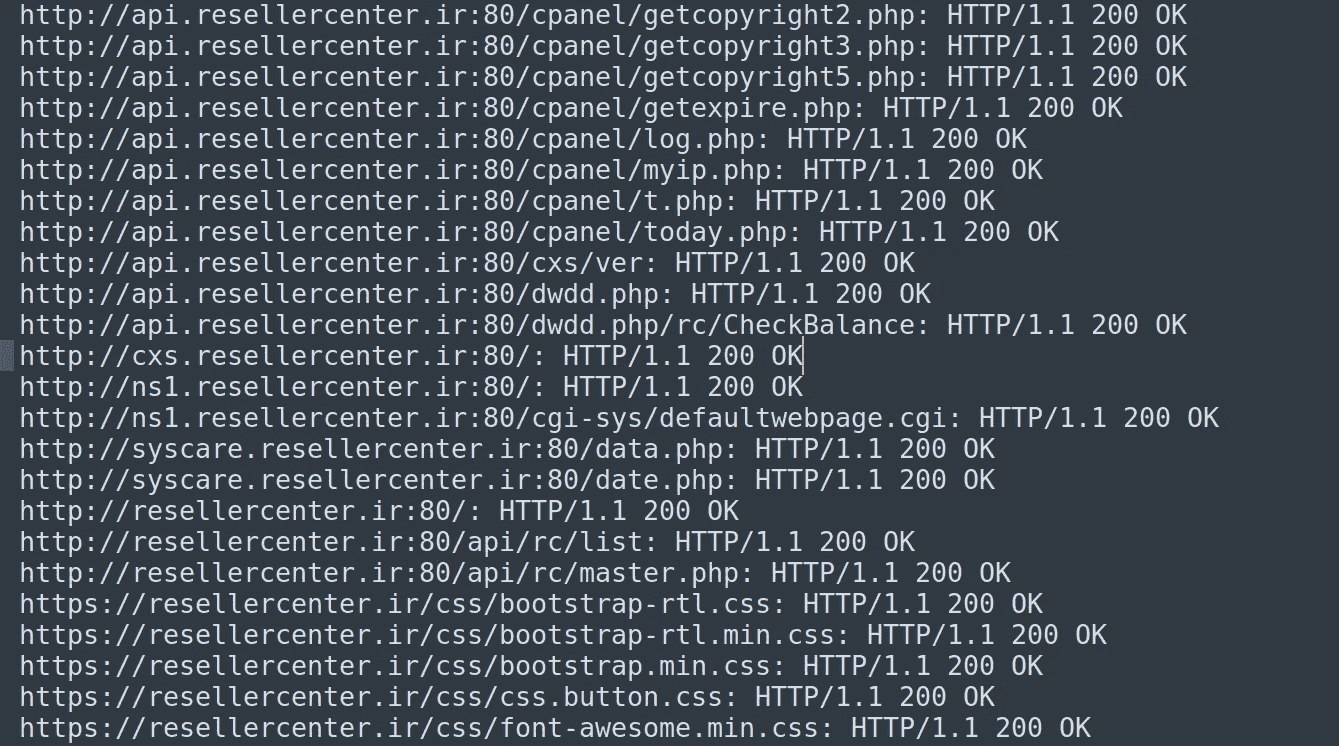 http://api.resellercenter.ir:80/cpanel/getcopyright2.php: HTTP/1.1 200 OK
http://api.resellercenter.ir:80/cpanel/getcopyright3.php: HTTP/1.1 200 OK
http://api.resellercenter.ir:80/cpanel/getcopyright5.php: HTTP/1.1 200 OK
http://api.resellercenter.ir:80/cpanel/getexpire.php: HTTP/1.1 200 OK
http://api.resellercenter.ir:80/cpanel/log.php: HTTP/1.1 200 OK
http://api.resellercenter.ir:80/cpanel/myip.php: HTTP/1.1 200 OK
http://api.resellercenter.ir:80/cpanel/t.php: HTTP/1.1 200 OK
http://api.resellercenter.ir:80/cpanel/today.php: HTTP/1.1 200 OK
http://api.resellercenter.ir:80/cxs/ver: HTTP/1.1 200 OK
http://api.resellercenter.ir:80/dwdd.php: HTTP/1.1 200 OK
http://api.resellercenter.ir:80/dwdd.php/rc/CheckBalance: HTTP/1.1 200 OK
http://cxs.resellercenter.ir:80/: HTTP/1.1 200 OK
http://ns1.resellercenter.ir:80/: HTTP/1.1 200 OK
http://ns1.resellercenter.ir:80/cgi-sys/defaultwebpage.cgi: HTTP/1.1 200 OK
http://syscare.resellercenter.ir:80/data.php: HTTP/1.1 200 OK
http://syscare.resellercenter.ir:80/date.php: HTTP/1.1 200 OK
http://resellercenter.ir:80/: HTTP/1.1 200 OK
http://resellercenter.ir:80/api/rc/list: HTTP/1.1 200 OK
http://resellercenter.ir:80/api/rc/master.php: HTTP/1.1 200 OK
https://resellercenter.ir/css/bootstrap-rtl.css: HTTP/1.1 200 OK
https://resellercenter.ir/css/bootstrap-rtl.min.css: HTTP/1.1 200 OK
https://resellercenter.ir/css/bootstrap.min.css: HTTP/1.1 200 OK
https://resellercenter.ir/css/css.button.css: HTTP/1.1 200 OK
https://resellercenter.ir/css/font-awesome.min.css: HTTP/1.1 200 OK